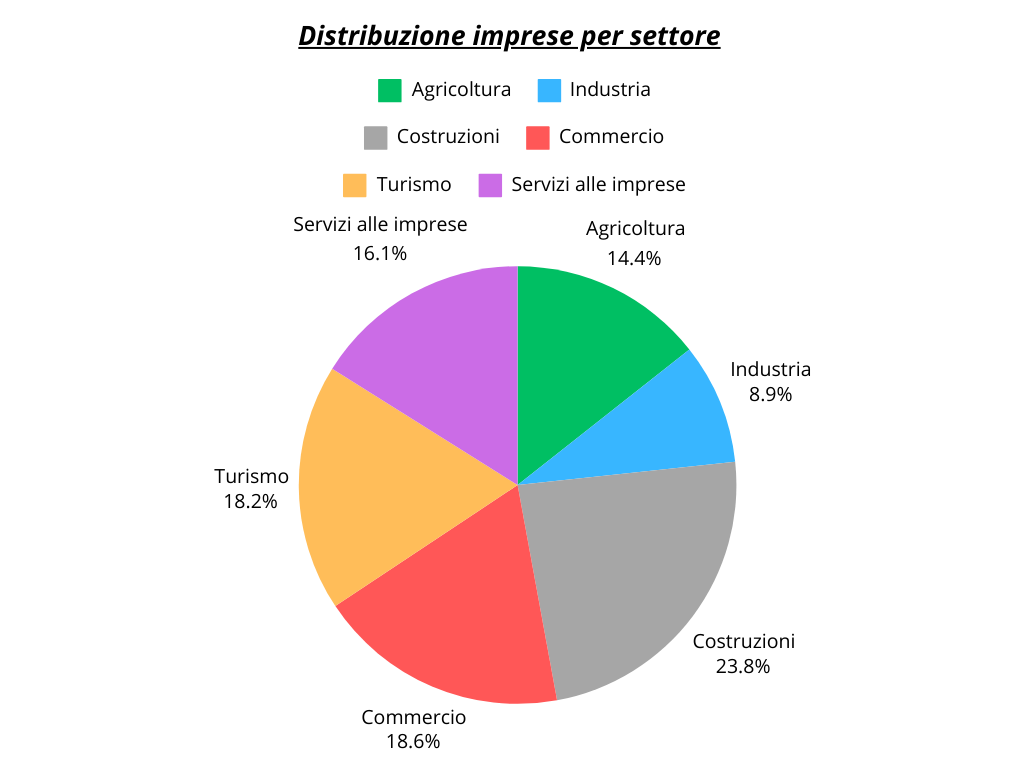 Distribuzione imprese per settore
Agricoltura
Industria
Costruzioni
Commercio
Turismo
Servizi alle imprese
Servizi alle imprese
16.1%
Agricoltura
14.4%
Industria
8.9%
Turismo
18.2%
Costruzioni
23.8%
Commercio
18.6%